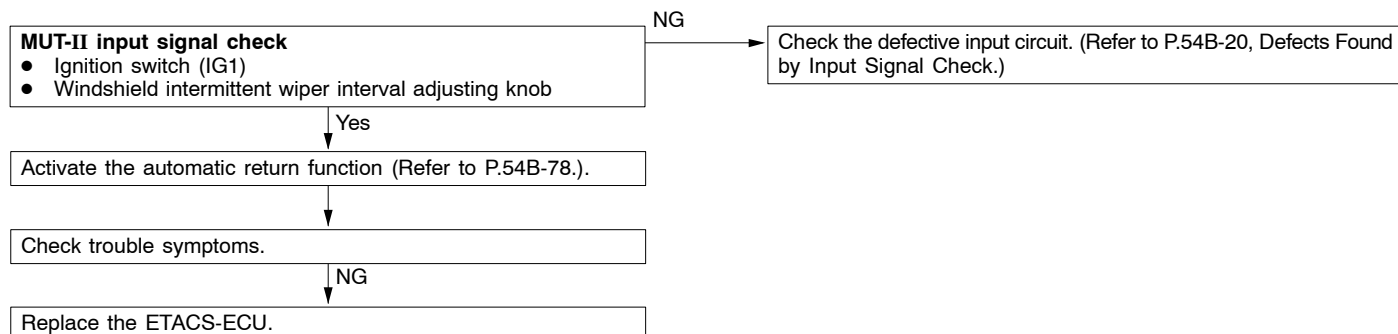 MUT-II input signal check
● Ignition switch (IG1)
● Windshield intermittent wiper interval adjusting knob
NG
Check the defective input circuit. (Refer to P.54B-20, Defects Found
by Input Signal Check.)
Yes
Activate the automatic return function (Refer to P.54B-78.).
Check trouble symptoms.
NG
Replace the ETACS-ECU.